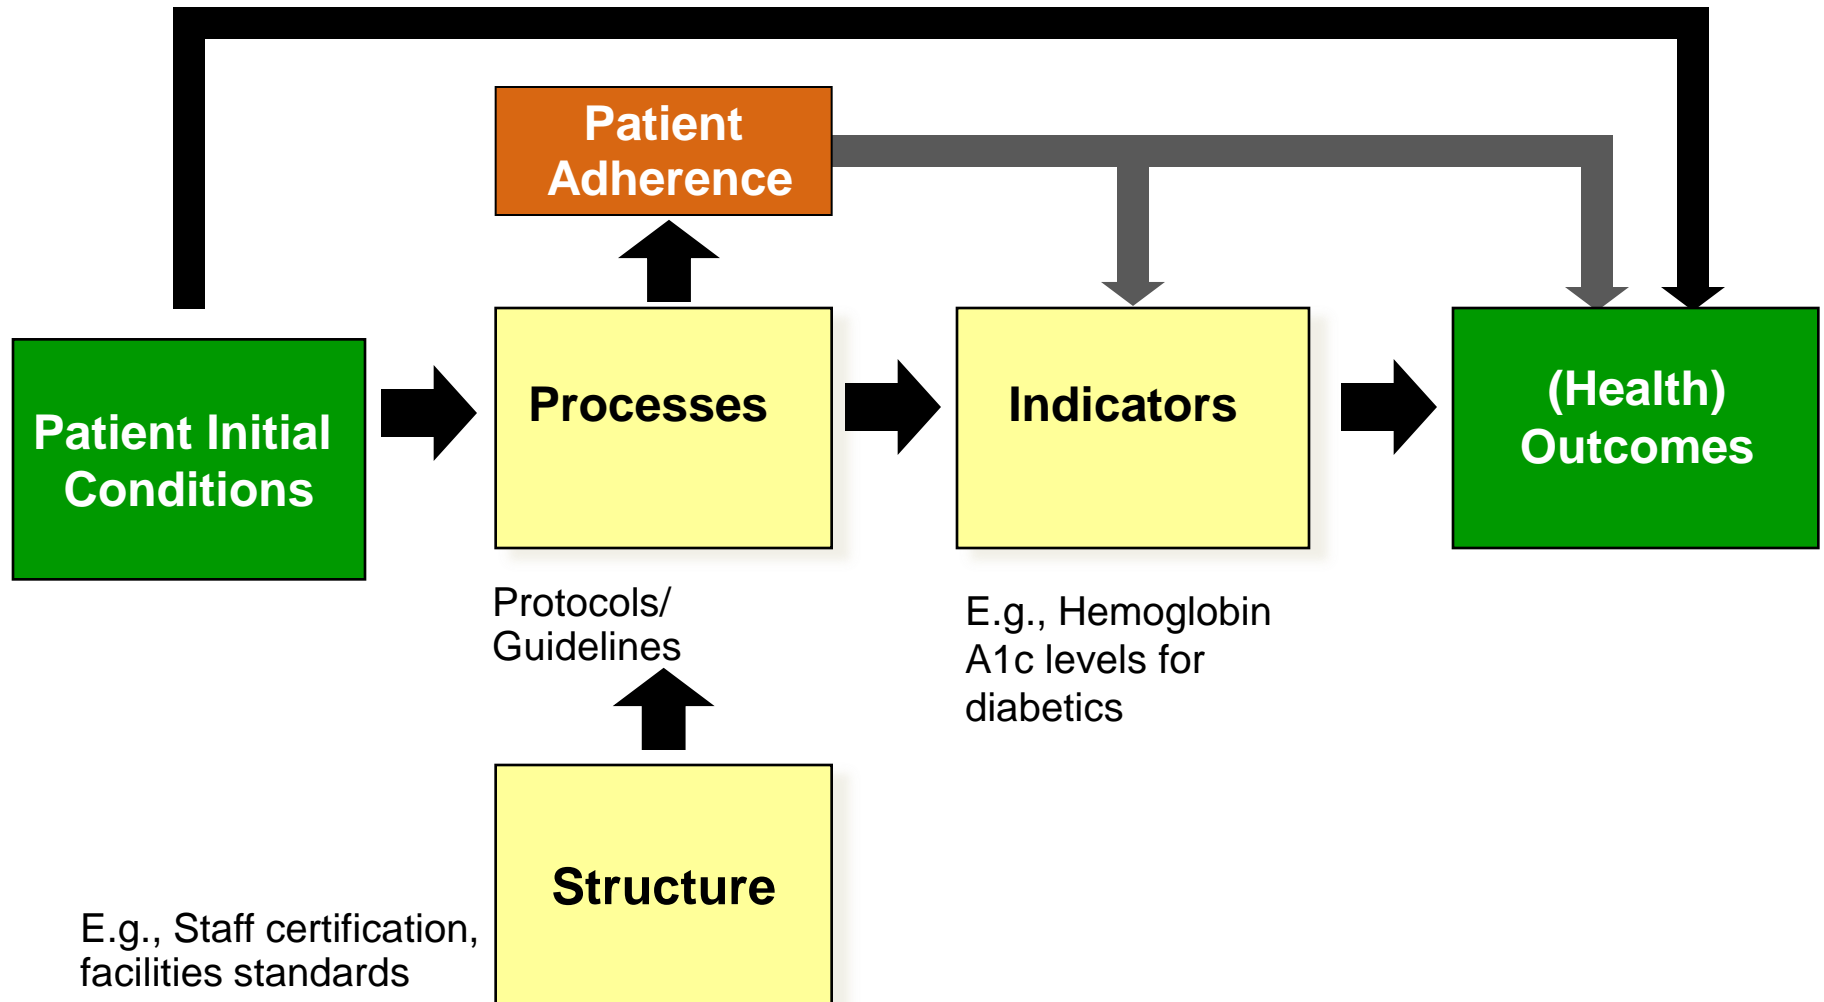 Patient
Adherence
Patient Initial
Conditions
Processes
Indicators
(Health)
Outcomes
Protocols/
Guidelines
E.g., Hemoglobin
A1c levels for
diabetics
Structure
E.g., Staff certification,
facilities standards